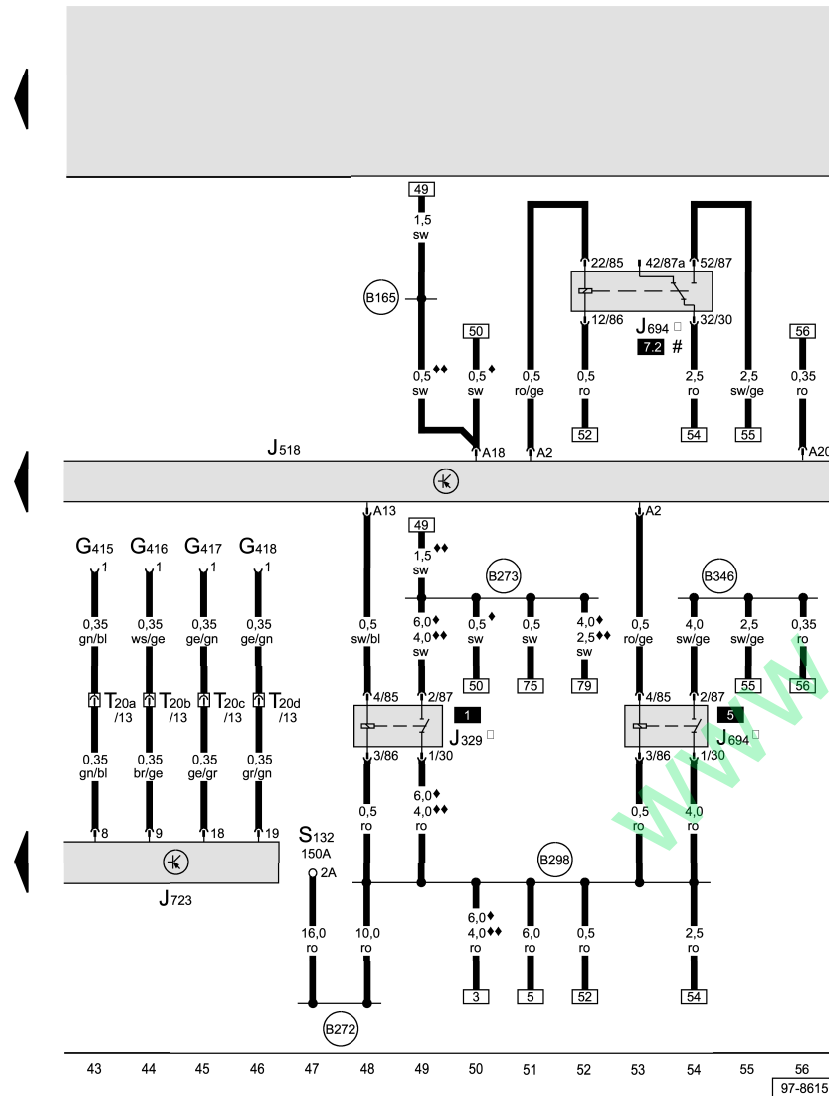 49
1,5
sw
B165
22/85 42/87a 52/87
12/86 32/30
J694
7.2 #
50
56
0,5♦♦ 0,5♦ 0,5 0,5 2,5 2,5 0,35
sw sw ro/ge ro ro sw/ge ro
52 54 55
J518
A18 A2 A20
A13 A2
49
1,5♦♦
sw
G415 G416 G417 G418
1 1 1 1
B273 B346
0,35 0,35 0,35 0,35
gn/bl ws/ge ge/gn ge/gn
0,5
sw/bl
6,0♦
4,0♦♦
sw
0,5♦
sw
0,5
sw
4,0♦
2,5♦♦
sw
0,5
ro/ge
4,0
sw/ge
2,5
sw/ge
0,35
ro
50 75 79 55 56
T20a T20b T20c T20d
/13 /13 /13 /13
4/85 2/87 4/85 2/87
1 5
J329 J694
3/86 1/30 3/86 1/30
0,35 0,35 0,35 0,35
gn/bl br/ge ge/gr gr/gn
0,5
ro
6,0♦
4,0♦♦
ro
0,5
ro
4,0
ro
8 9 18 19
J723
S132
150A
2A
B298
16,0
ro
10,0
ro
6,0♦
4,0♦♦
ro
6,0
ro
0,5
ro
2,5
ro
3 5 52 54
B272
43 44 45 46 47 48 49 50 51 52 53 54 55 56
97-8615
www